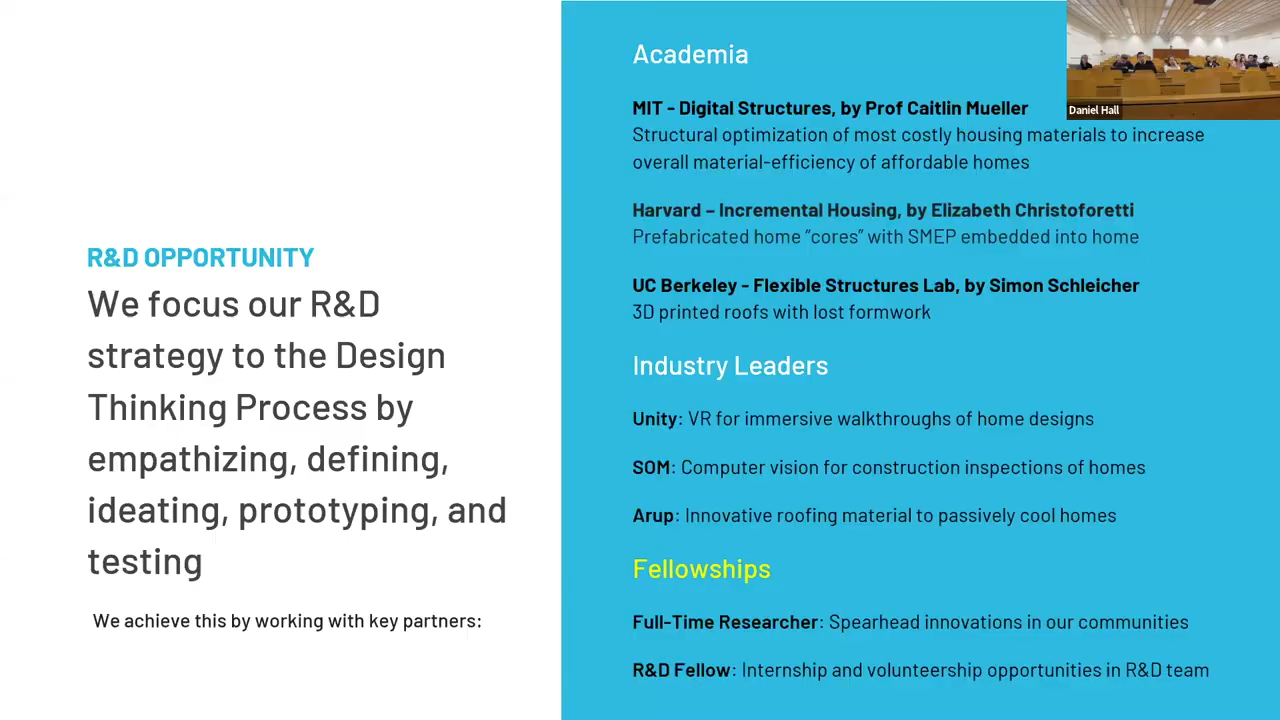 R&D OPPORTUNITY
We focus our R&D
strategy to the Design
Thinking Process by
empathizing, defining,
ideating, prototyping, and
testing
We achieve this by working with key partners:
Academia
MIT - Digital Structures, by Prof Caitlin Mueller
Structural optimization of most costly housing materials to increase
overall material-efficiency of affordable homes
Harvard – Incremental Housing, by Elizabeth Christoforetti
Prefabricated home “cores” with SMEP embedded into home
UC Berkeley - Flexible Structures Lab, by Simon Schleicher
3D printed roofs with lost formwork
Industry Leaders
Unity: VR for immersive walkthroughs of home designs
SOM: Computer vision for construction inspections of homes
Arup: Innovative roofing material to passively cool homes
Fellowships
Full-Time Researcher: Spearhead innovations in our communities
R&D Fellow: Internship and volunteership opportunities in R&D team
Daniel Hall